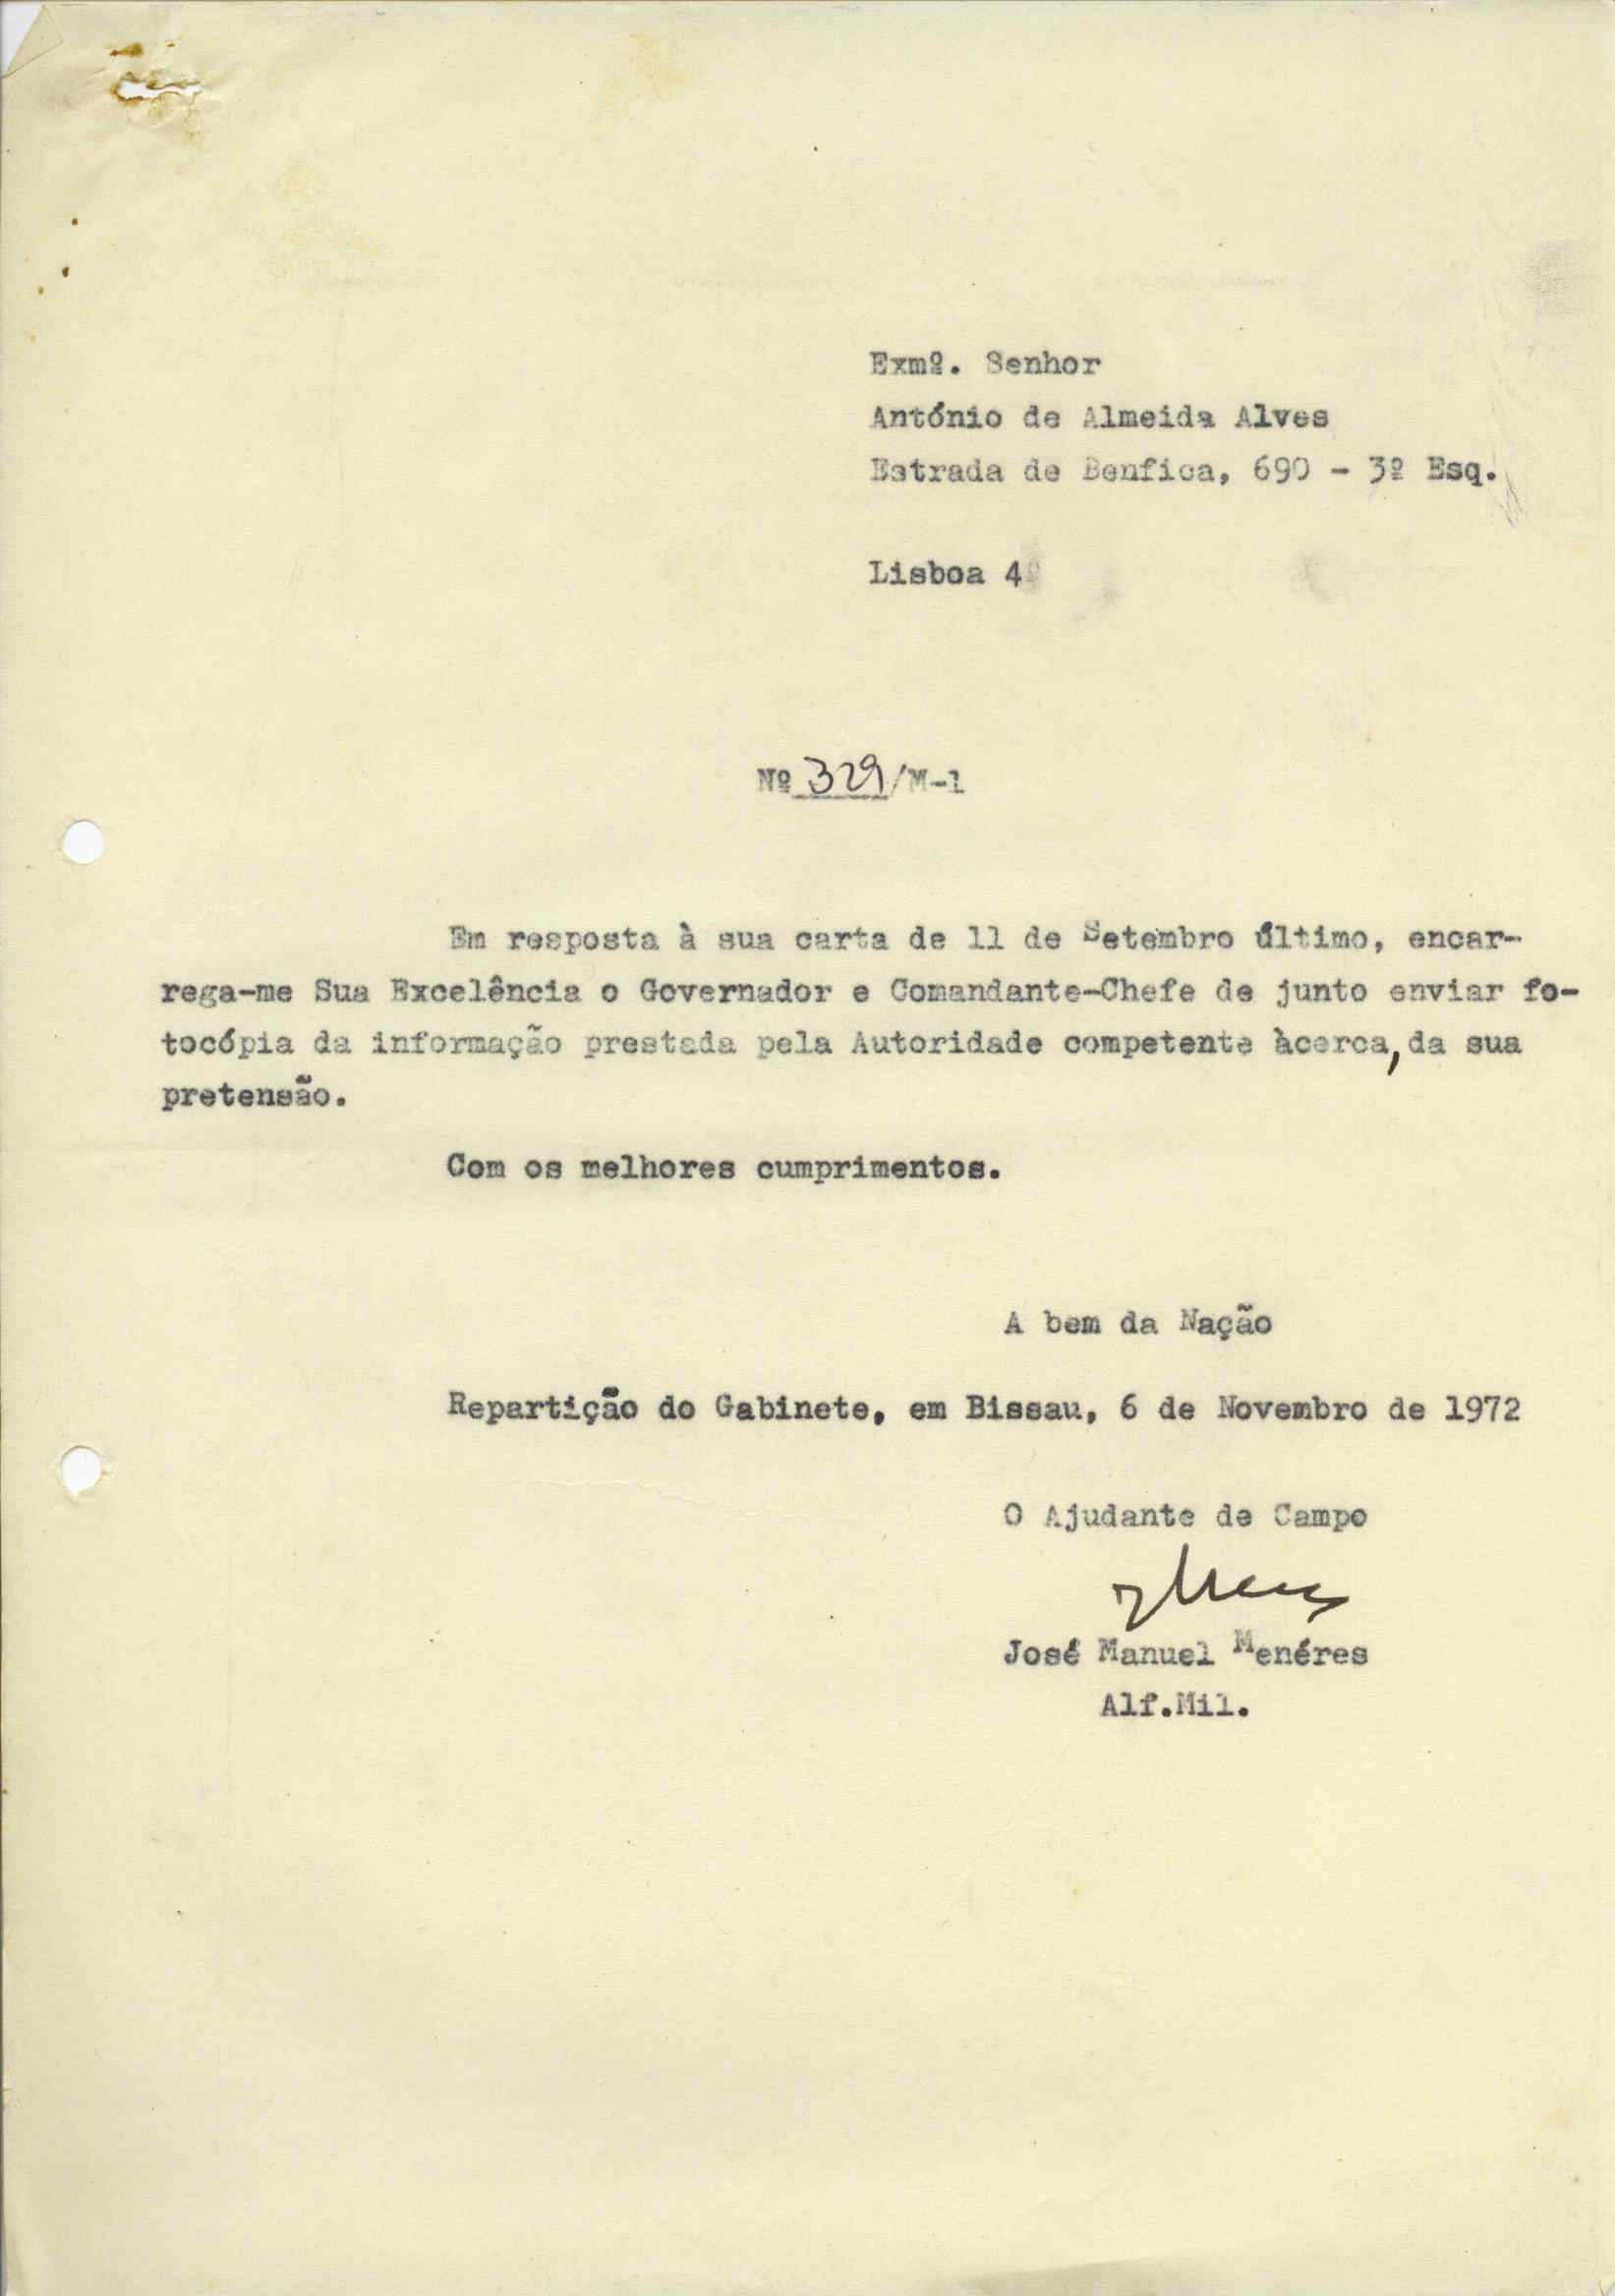 Exmº. Senhor
António de Almeida Alves
Estrada de Benfica, 690 - 3º Esq.
Lisboa 4
Nº 329/M-1
Em resposta à sua carta de 11 de Setembro último, encar-
rega-me Sua Excelência o Governador e Comandante-Chefe de junto enviar fo-
tocópia da informação prestada pela Autoridade competente àcerca, da sua
pretensão.
Com os melhores cumprimentos.
A bem da Nação
Repartição do Gabinete, em Bissau, 6 de Novembro de 1972
O Ajudante de Campo
José Manuel Menéres
Alf.Mil.